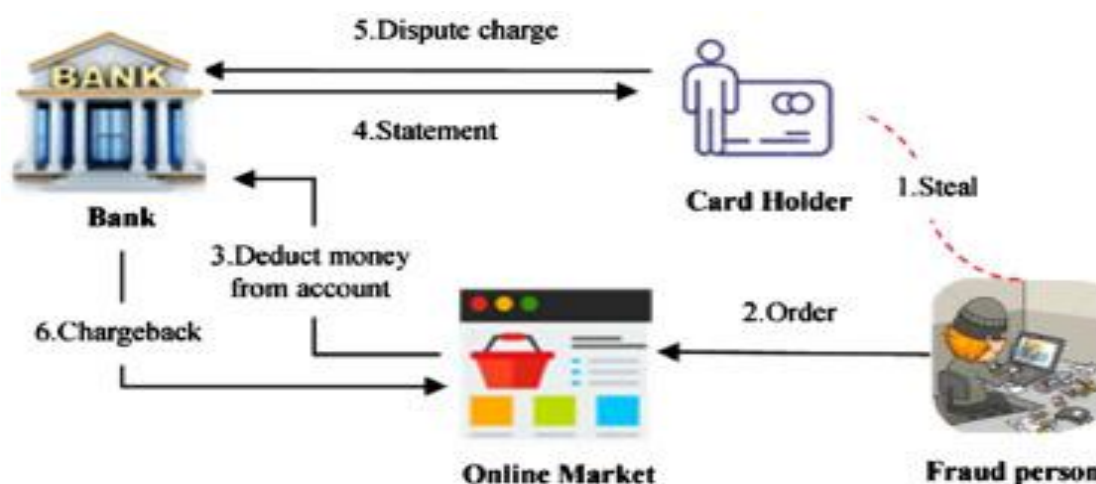 5.Dispute charge
BANK
4.Statement
Bank
Card Holder
1.Steal
3.Deduct money
from account
2.Order
6.Chargeback
Online Market
Fraud person